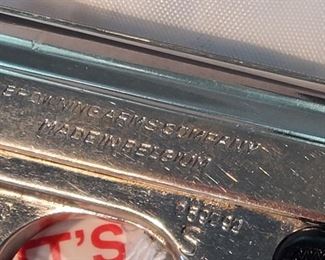 BROWNING ARMS COMPANY
MADE IN BELGIUM
S
T'S